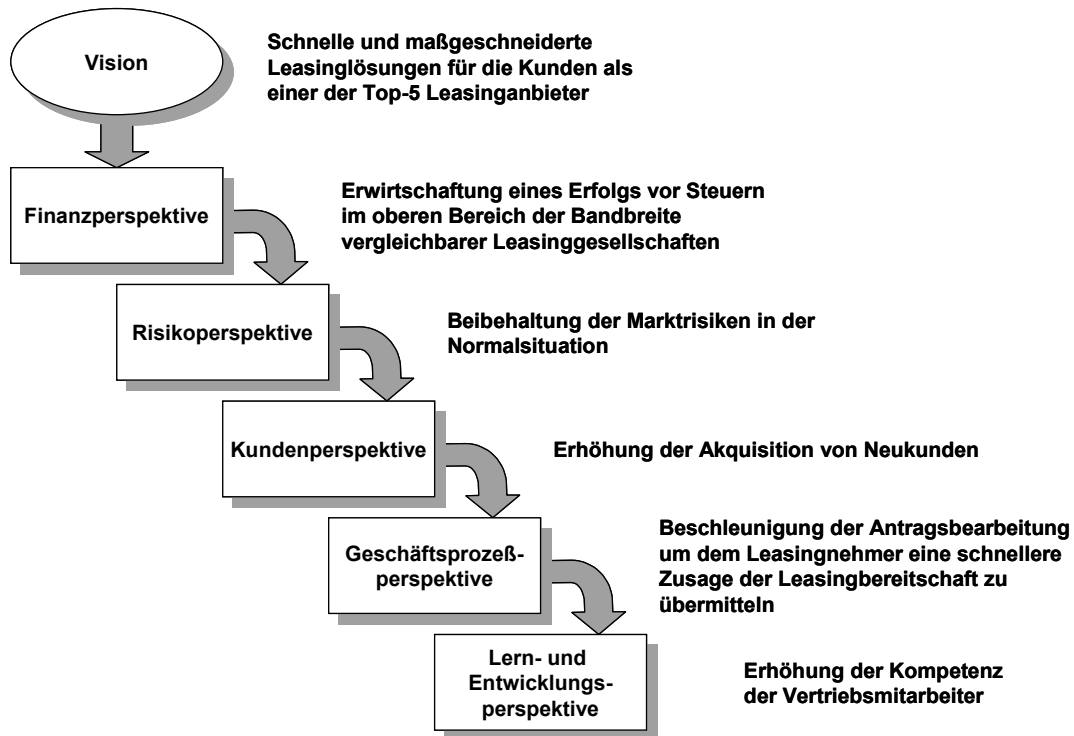 Vision
Schnelle und maßgeschneiderte
Leasinglösungen für die Kunden als
einer der Top-5 Leasinganbieter
Finanzperspektive
Erwirtschaftung eines Erfolgs vor Steuern
im oberen Bereich der Bandbreite
vergleichbarer Leasinggesellschaften
Risikoperspektive
Beibehaltung der Marktrisiken in der
Normalsituation
Kundenperspektive
Erhöhung der Akquisition von Neukunden
Geschäftsprozeß-
perspektive
Beschleunigung der Antragsbearbeitung
um dem Leasingnehmer eine schnellere
Zusage der Leasingbereitschaft zu
übermitteln
Lern- und
Entwicklungs-
perspektive
Erhöhung der Kompetenz
der Vertriebsmitarbeiter